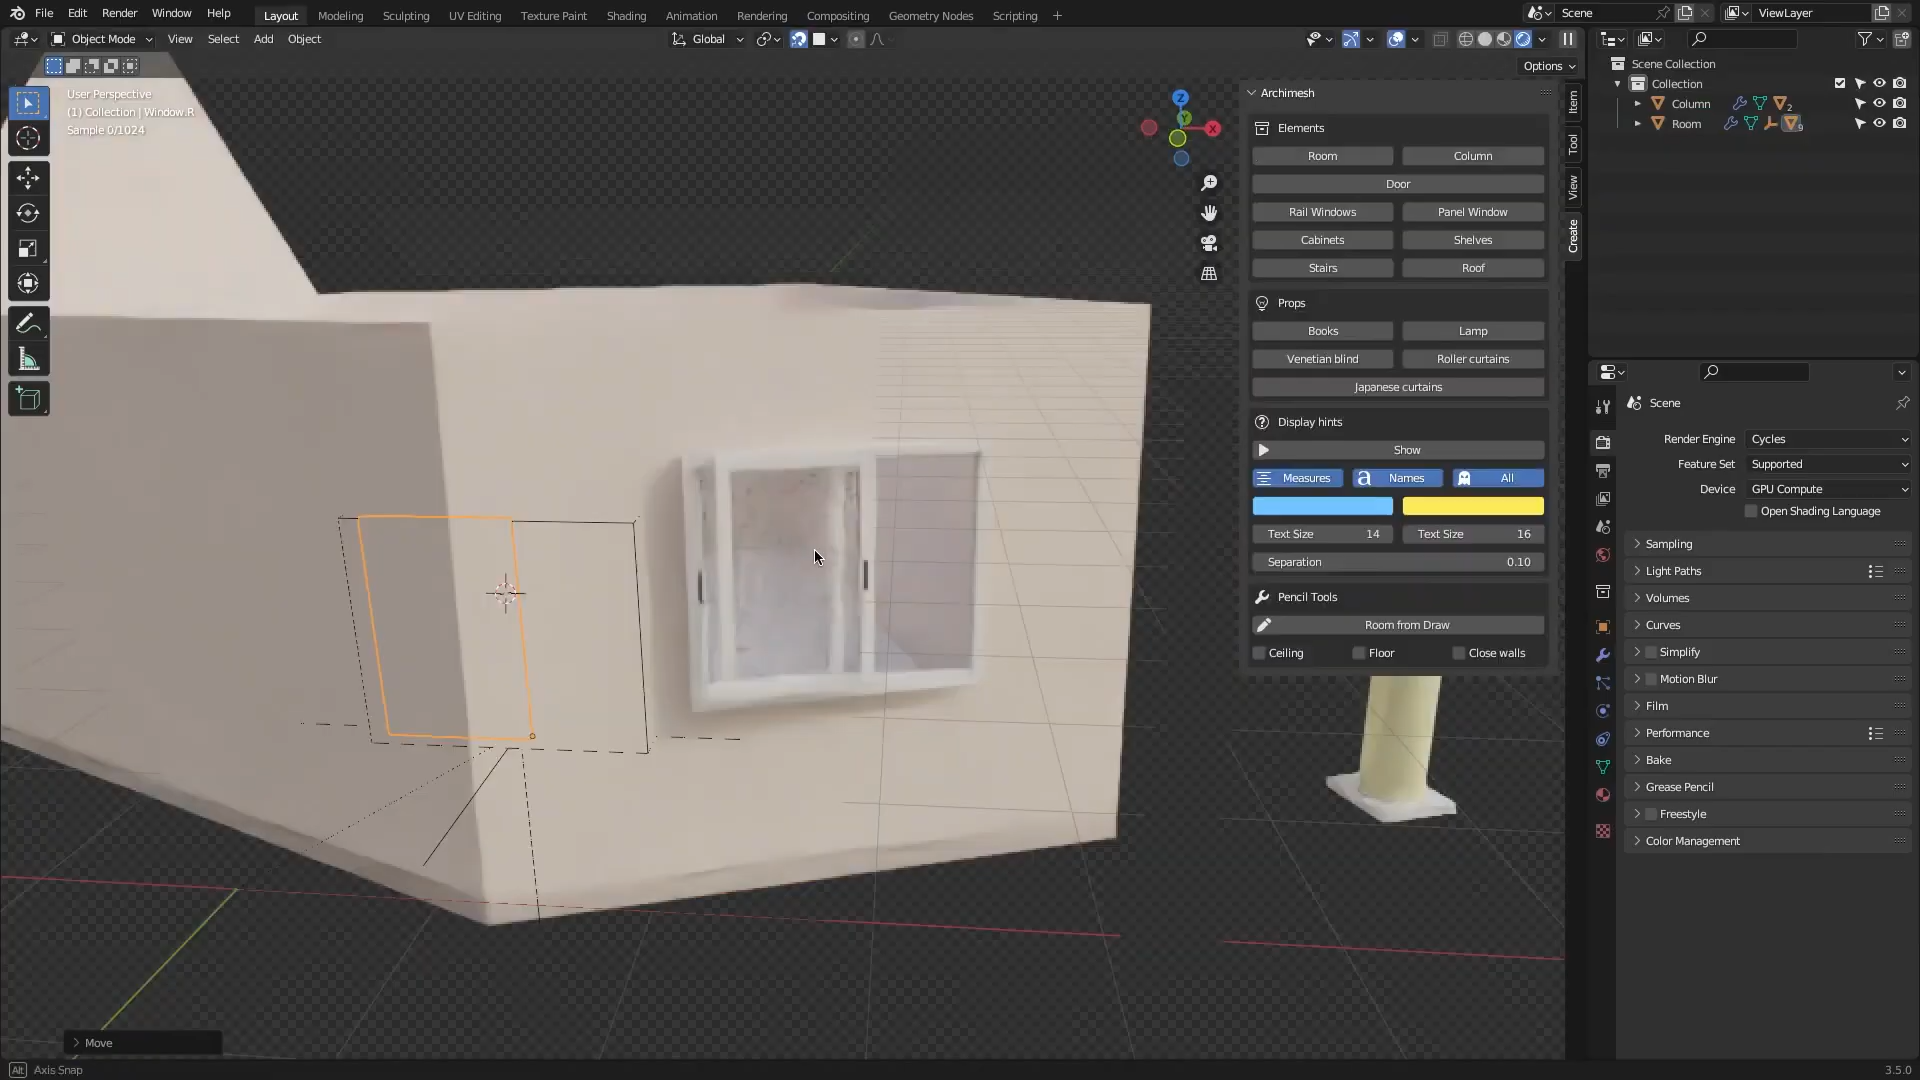 File Edit Render Window Help Layout Modeling Sculpting UV Editing Texture Paint Shading Animation Rendering Compositing Geometry Nodes Scripting + Scene ViewLayer
Object Mode View Select Add Object Global
Options
User Perspective
(1) Collection | Window.R
Sample 0/1024
Z
Y
X
Archimesh
Elements
Room Column
Door
Rail Windows Panel Window
Cabinets Shelves
Stairs Roof
Props
Books Lamp
Venetian blind Roller curtains
Japanese curtains
Display hints
Show
Measures Names All
Text Size 14 Text Size 16
Separation 0.10
Pencil Tools
Room from Draw
Ceiling Floor Close walls
Item
Tool
View
Create
Scene Collection
Collection
Column 2
Room 9
Scene
Render Engine Cycles
Feature Set Supported
Device GPU Compute
Open Shading Language
Sampling
Light Paths
Volumes
Curves
Simplify
Motion Blur
Film
Performance
Bake
Grease Pencil
Freestyle
Color Management
Move
Alt Axis Snap
3.5.0